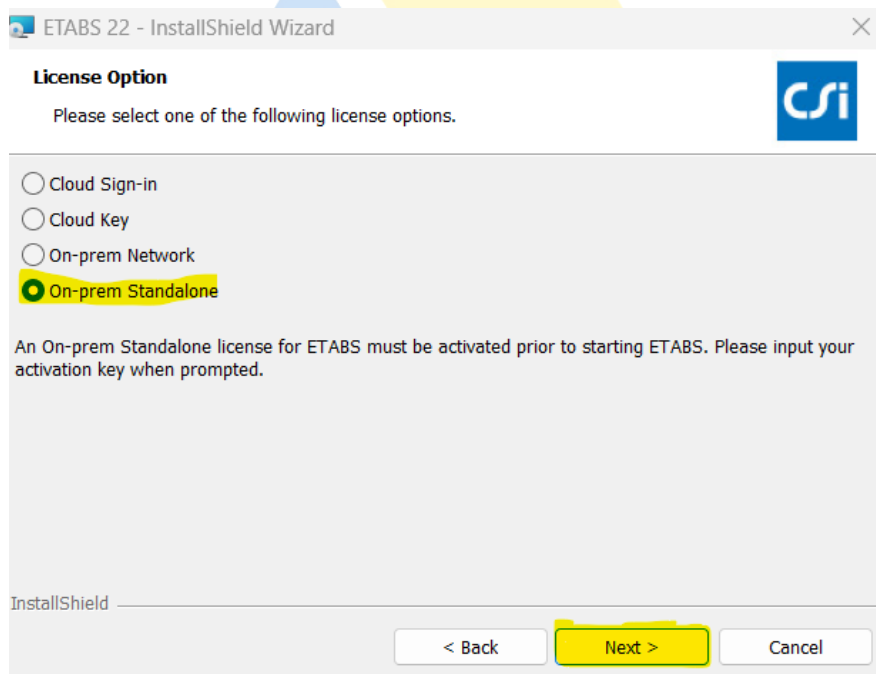 ETABS 22 - InstallShield Wizard
License Option
Please select one of the following license options.
CSi
Cloud Sign-in
Cloud Key
On-prem Network
On-prem Standalone
An On-prem Standalone license for ETABS must be activated prior to starting ETABS. Please input your
activation key when prompted.
InstallShield
< Back Next > Cancel